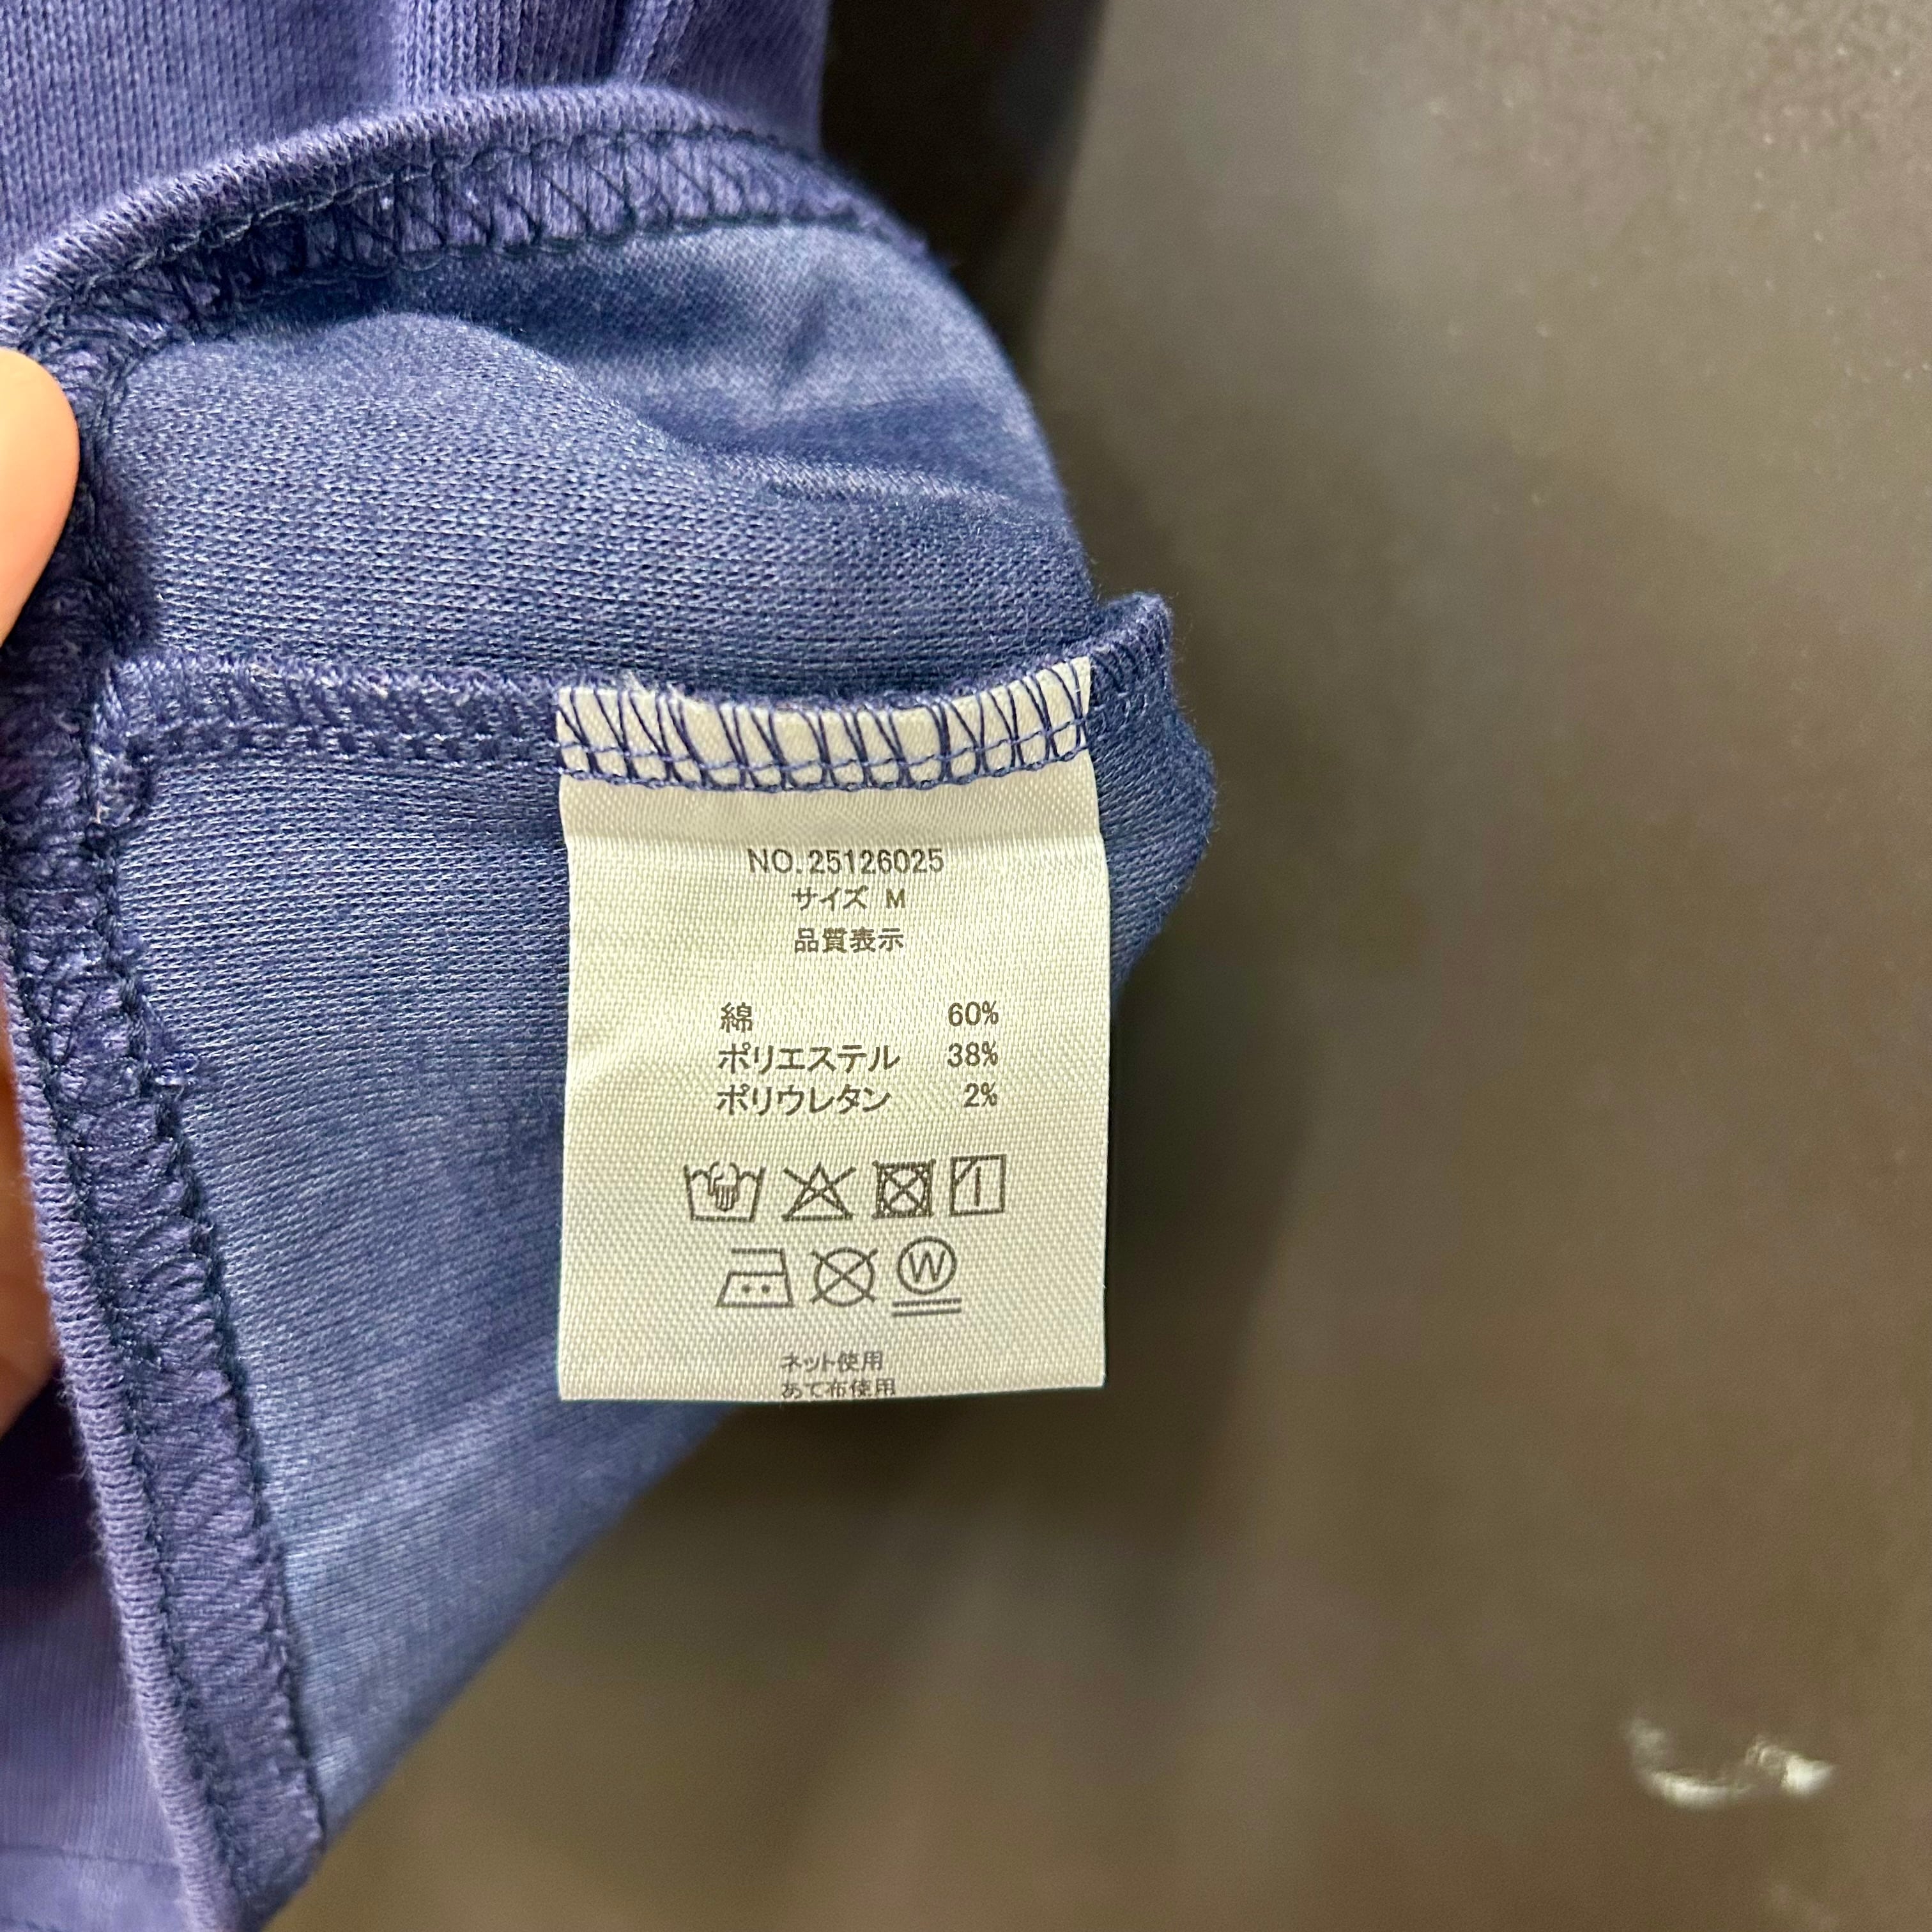 NO.25126025
サイズ M
品質表示
綿 60%
ポリエステル 38%
ポリウレタン 2%
W
ネット使用
あて布使用